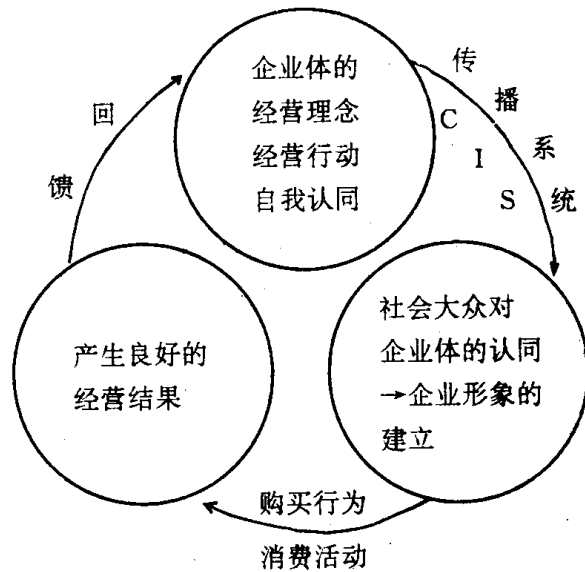 企业体的
经营理念
经营行动
自我认同
传播系统
CIS
社会大众对
企业体的认同
→企业形象的
建立
购买行为
消费活动
产生良好的
经营结果
回馈